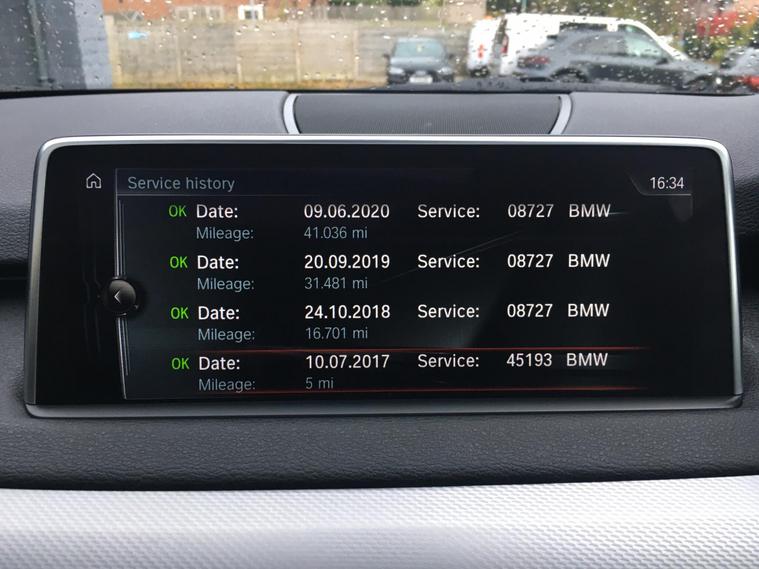 Service history 16:34
OK Date: 09.06.2020 Service: 08727 BMW
Mileage: 41.036 mi
OK Date: 20.09.2019 Service: 08727 BMW
Mileage: 31.481 mi
OK Date: 24.10.2018 Service: 08727 BMW
Mileage: 16.701 mi
OK Date: 10.07.2017 Service: 45193 BMW
Mileage: 5 mi